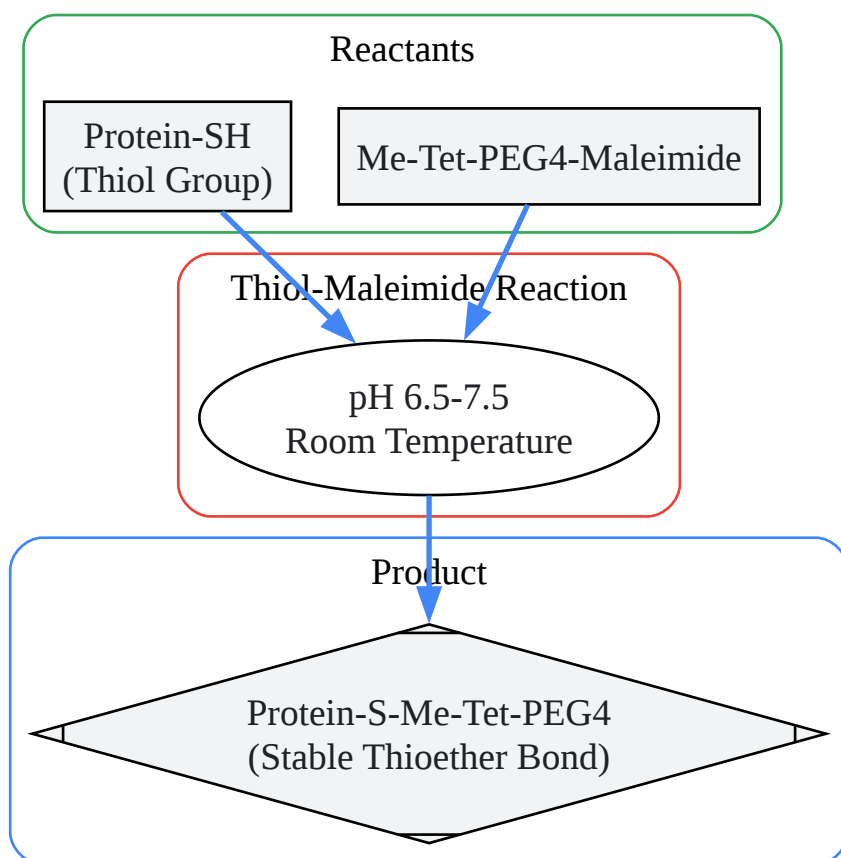 Reactants
Protein-SH
(Thiol Group)
Me-Tet-PEG4-Maleimide
Thiol-Maleimide Reaction
pH 6.5-7.5
Room Temperature
Product
Protein-S-Me-Tet-PEG4
(Stable Thioether Bond)